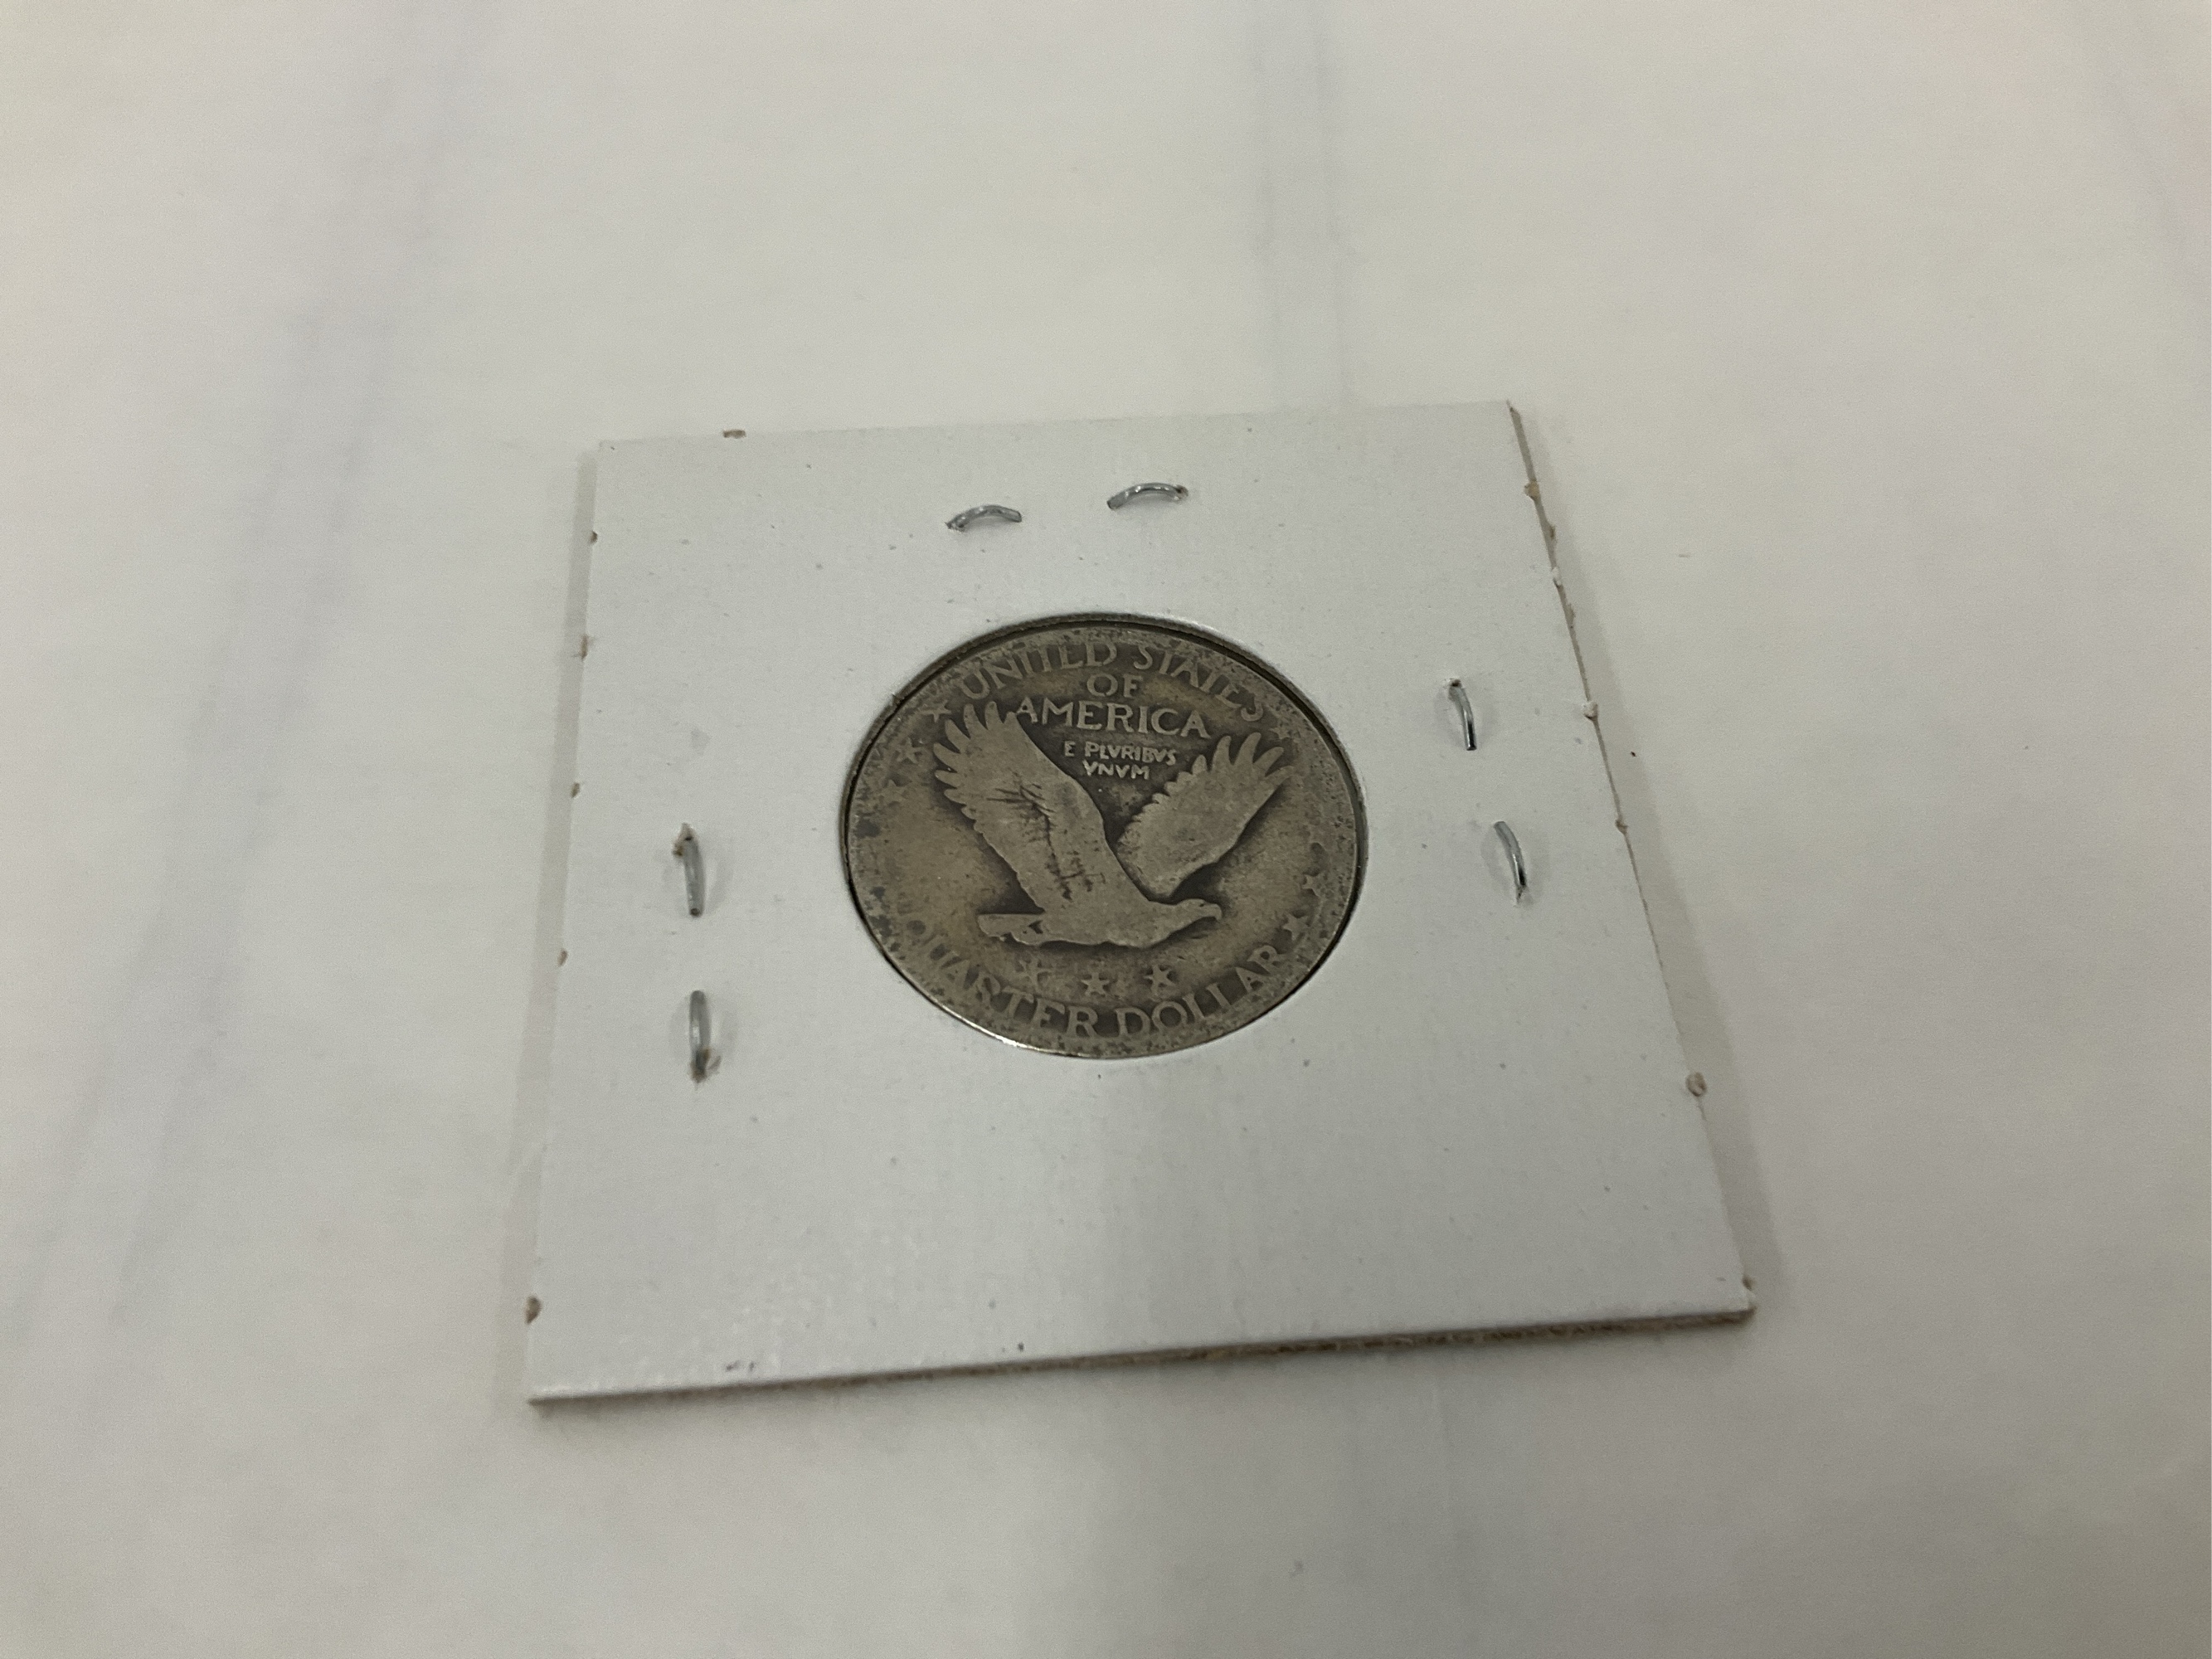 UNITED STATES
OF
AMERICA
E PLVRIBVS
VNVM
QUARTER DOLLAR